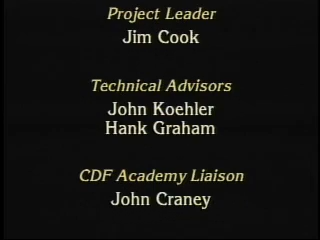 Project Leader
Jim Cook
Technical Advisors
John Koehler
Hank Graham
CDF Academy Liaison
John Craney